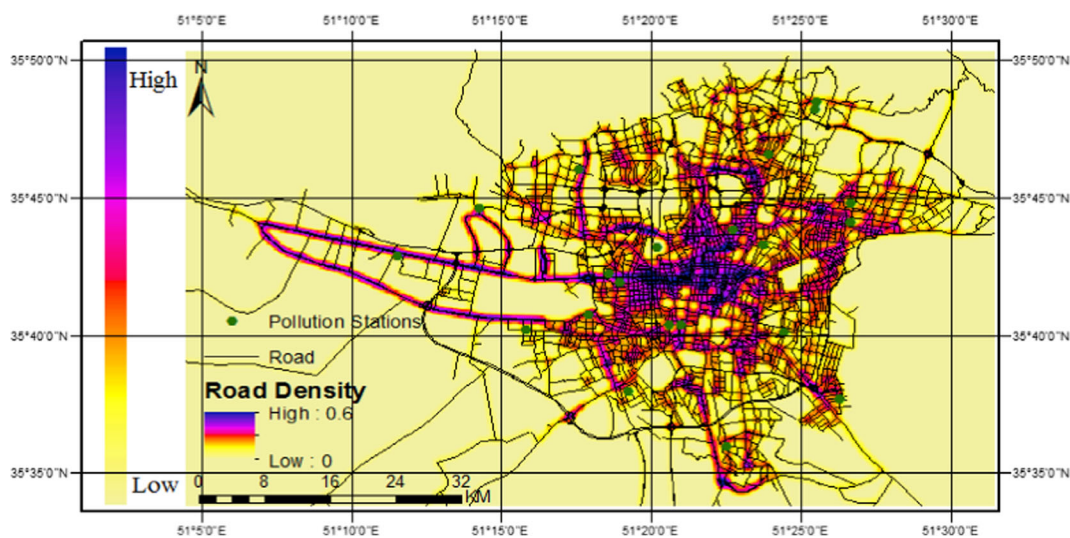 51°5'0"E 51°10'0"E 51°15'0"E 51°20'0"E 51°25'0"E 51°30'0"E
35°50'0"N 35°50'0"N
High
N
35°45'0"N 35°45'0"N
Pollution Stations
35°40'0"N 35°40'0"N
Road
Road Density
High : 0.6
Low : 0
35°35'0"N 35°35'0"N
Low
0 8 16 24 32
KM
51°5'0"E 51°10'0"E 51°15'0"E 51°20'0"E 51°25'0"E 51°30'0"E